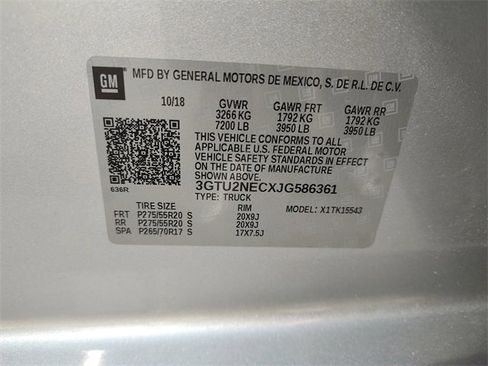 GM
MFD BY GENERAL MOTORS DE MEXICO, S. DE R.L. DE C.V.
10/18 GVWR GAWR FRT GAWR RR
3266 KG 1792 KG 1792 KG
7200 LB 3950 LB 3950 LB
THIS VEHICLE CONFORMS TO ALL
APPLICABLE U.S. FEDERAL MOTOR
VEHICLE SAFETY STANDARDS IN EFFECT
ON THE DATE OF MANUFACTURE SHOWN ABOVE.
3GTU2NECXJG586361
636R
TYPE: TRUCK MODEL: X1TK15543
TIRE SIZE RIM
FRT P275/55R20 S 20X9J
RR P275/55R20 S 20X9J
SPA P265/70R17 S 17X7.5J